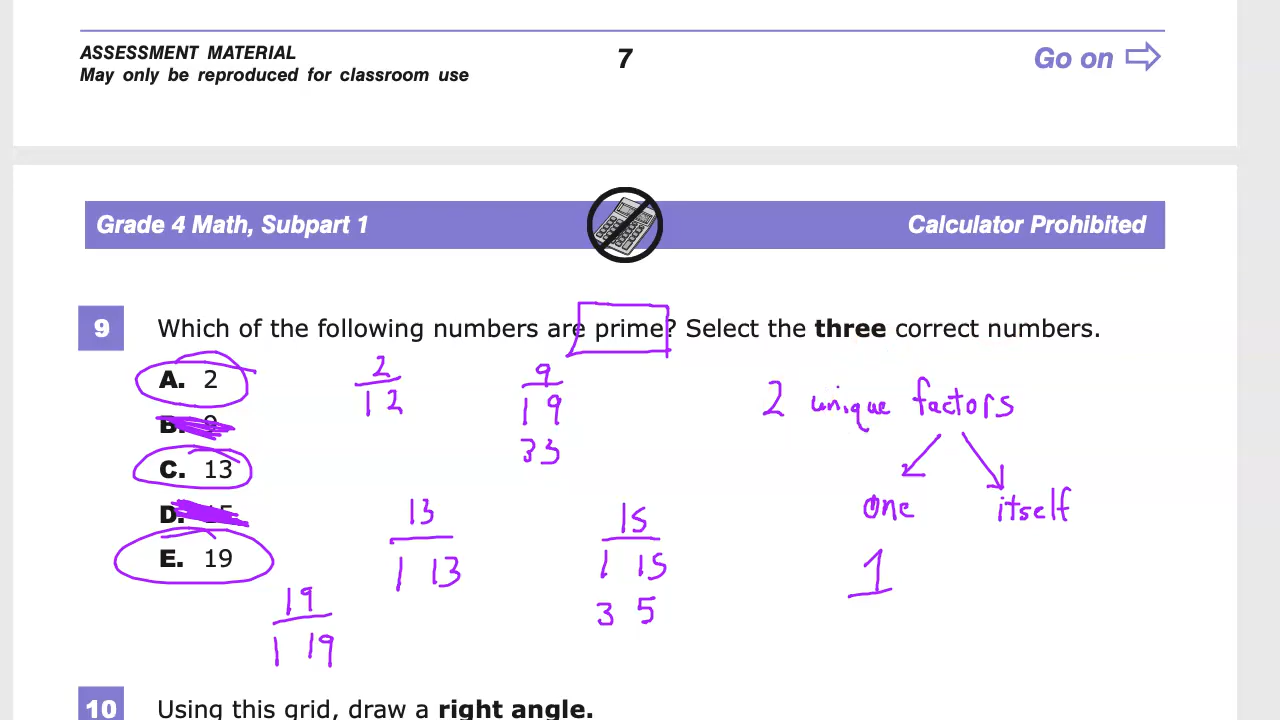 ASSESSMENT MATERIAL
May only be reproduced for classroom use
7
Go on
Grade 4 Math, Subpart 1
Calculator Prohibited
9 Which of the following numbers are prime? Select the three correct numbers.
A. 2
B. 9
C. 13
D. 15
E. 19
2
1 2
9
1 9
3 3
2 unique factors
one
itself
1
13
1 13
15
1 15
3 5
19
1 19
10 Using this grid, draw a right angle.